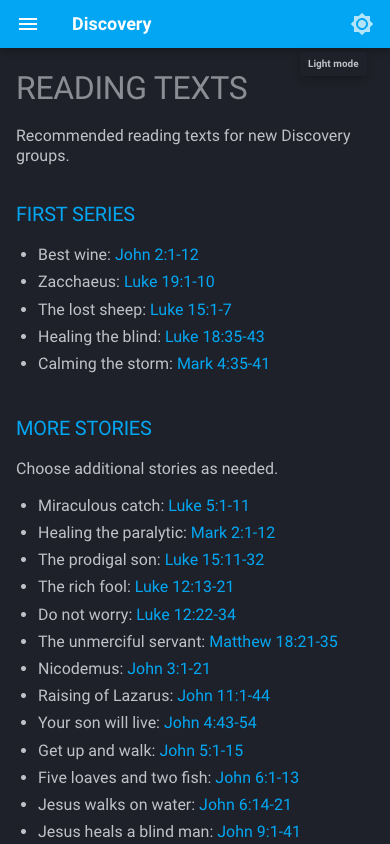 Discovery
Light mode
READING TEXTS
Recommended reading texts for new Discovery
groups.
FIRST SERIES
Best wine: John 2:1-12
Zacchaeus: Luke 19:1-10
The lost sheep: Luke 15:1-7
Healing the blind: Luke 18:35-43
Calming the storm: Mark 4:35-41
MORE STORIES
Choose additional stories as needed.
Miraculous catch: Luke 5:1-11
Healing the paralytic: Mark 2:1-12
The prodigal son: Luke 15:11-32
The rich fool: Luke 12:13-21
Do not worry: Luke 12:22-34
The unmerciful servant: Matthew 18:21-35
Nicodemus: John 3:1-21
Raising of Lazarus: John 11:1-44
Your son will live: John 4:43-54
Get up and walk: John 5:1-15
Five loaves and two fish: John 6:1-13
Jesus walks on water: John 6:14-21
Jesus heals a blind man: John 9:1-41